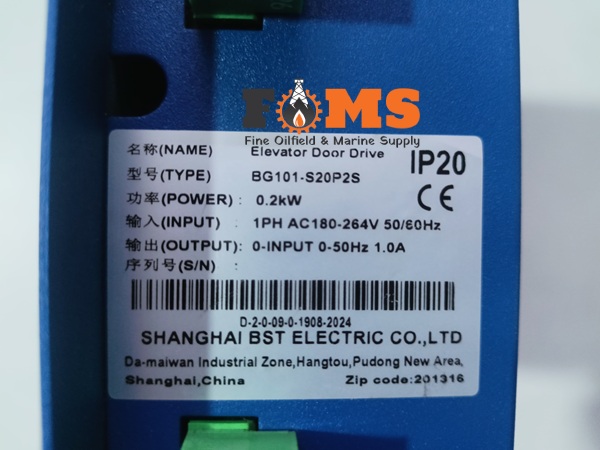 FOMS
Fine Oilfield & Marine Supply
名称(NAME) Elevator Door Drive
IP20
型号(TYPE) BG101-S20P2S
CE
功率(POWER) : 0.2kW
输入(INPUT) : 1PH AC180-264V 50/60Hz
输出(OUTPUT): 0-INPUT 0-50Hz 1.0A
序列号(S/N) :
D-2-0-09-0-1908-2024
SHANGHAI BST ELECTRIC CO.,LTD
Da-maiwan Industrial Zone,Hangtou,Pudong New Area,
Shanghai,China Zip code:201316